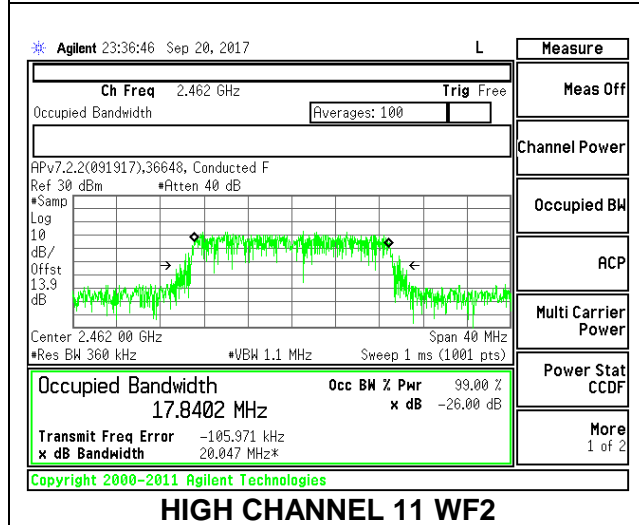 Agilent 23:36:46 Sep 20, 2017 L
Measure
Ch Freq 2.462 GHz Trig Free
Occupied Bandwidth Averages: 100
APv7.2.2(091917),36648, Conducted F
Ref 30 dBm #Atten 40 dB
#Samp
Log
10
dB/
Offst
13.9
dB
Center 2.462 00 GHz Span 40 MHz
#Res BW 360 kHz #VBW 1.1 MHz Sweep 1 ms (1001 pts)
Occupied Bandwidth Occ BW % Pwr 99.00 %
17.8402 MHz x dB -26.00 dB
Transmit Freq Error -105.971 kHz
x dB Bandwidth 20.047 MHz*
Copyright 2000-2011 Agilent Technologies
Meas Off
Channel Power
Occupied BW
ACP
Multi Carrier
Power
Power Stat
CCDF
More
1 of 2
HIGH CHANNEL 11 WF2